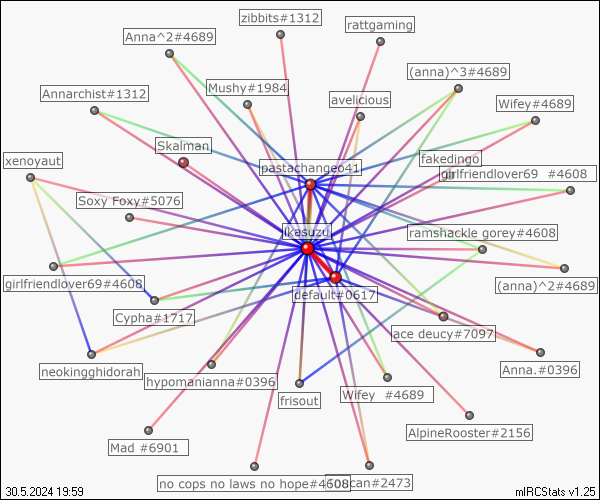 zibbits#1312
rattgaming
Anna^2#4689
(anna)^3#4689
Mushy#1984
Annarchist#1312
avelicious
Wifey#4689
Skalman
xenoyaut
pastachangeo41
fakedingo
girlfriendlover69 #4608
Soxy Foxy#5076
ikasuzu
ramshackle gorey#4608
girlfriendlover69#4608
(anna)^2#4689
default#0617
Cypha#1717
ace deucy#7097
neokingghidorah
hypomanianna#0396
Anna.#0396
frisout
Wifey #4689
AlpineRooster#2156
Mad #6901
no cops no laws no hope#4608
#2473
30.5.2024 19:59
mIRCStats v1.25